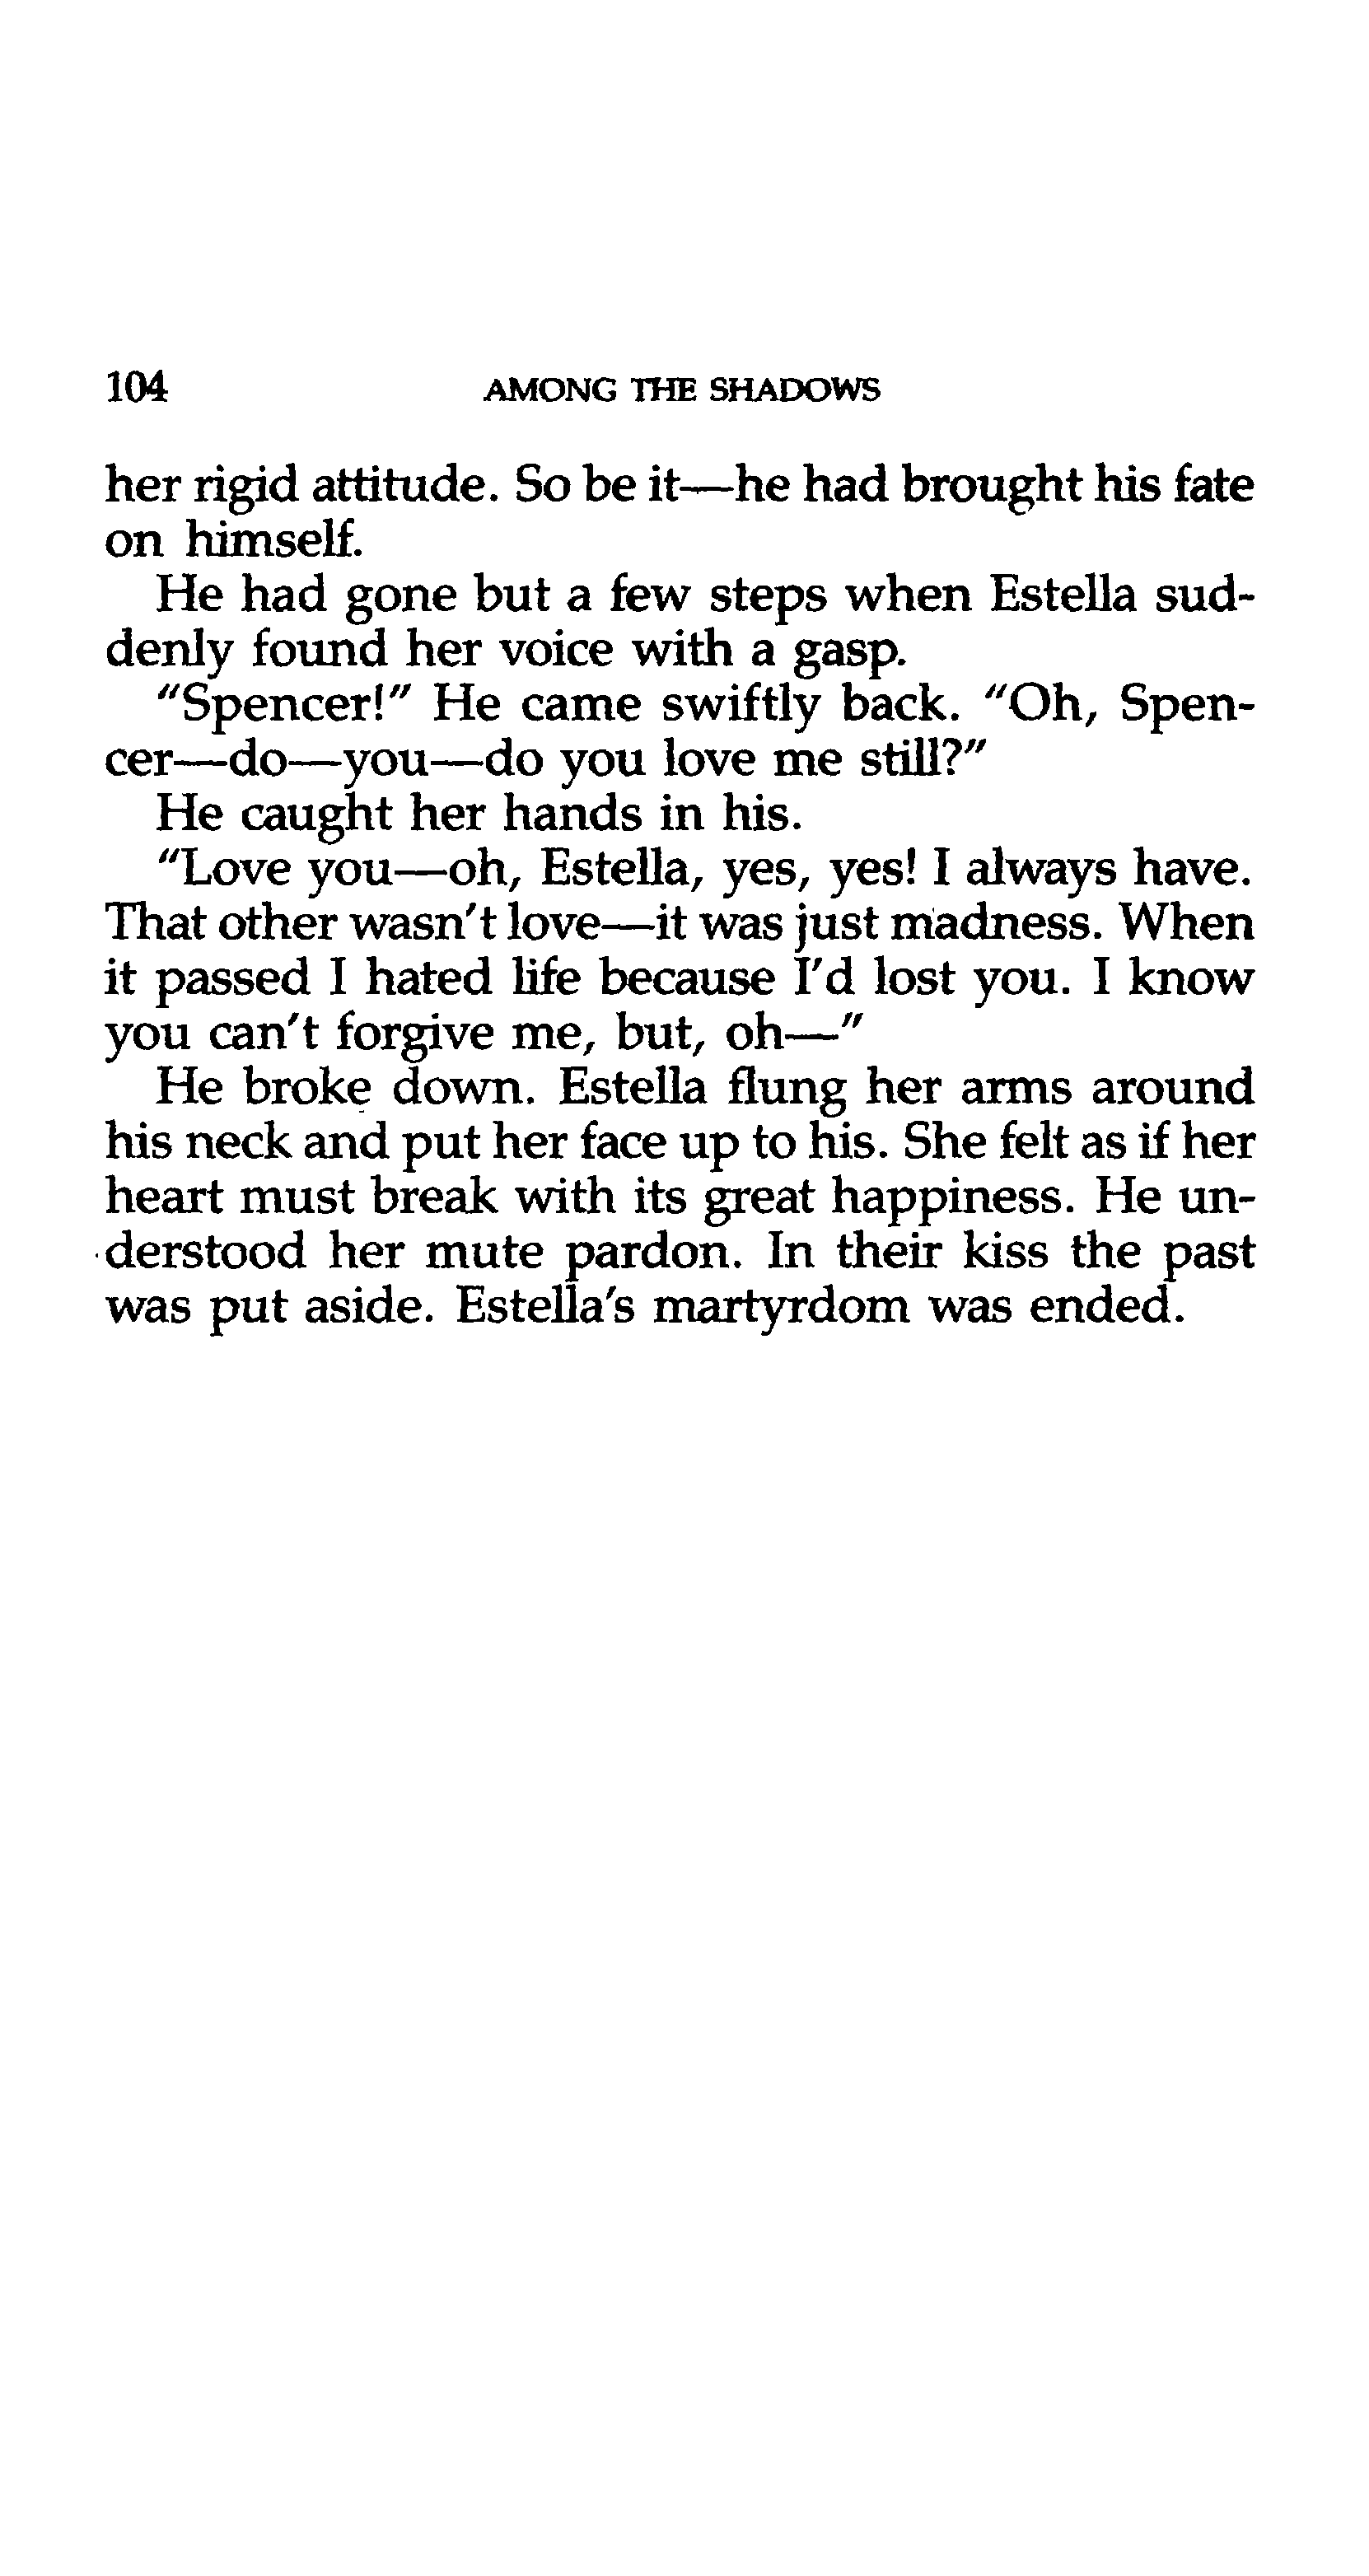 104 AMONG THE SHADOWS
her rigid attitude. So be it—he had brought his fate
on himself.
He had gone but a few steps when Estella sud-
denly found her voice with a gasp.
"Spencer!" He came swiftly back. "Oh, Spen-
cer—do—you—do you love me still?"
He caught her hands in his.
"Love you—oh, Estella, yes, yes! I always have.
That other wasn't love—it was just madness. When
it passed I hated life because I'd lost you. I know
you can't forgive me, but, oh—"
He broke down. Estella flung her arms around
his neck and put her face up to his. She felt as if her
heart must break with its great happiness. He un-
derstood her mute pardon. In their kiss the past
was put aside. Estella's martyrdom was ended.